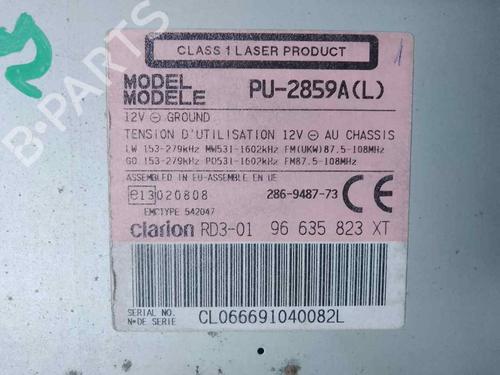 CLASS 1 LASER PRODUCT
MODEL PU-2859A(L)
MODELE
12V ⊖ GROUND
TENSION D'UTILISATION 12V ⊖ AU CHASSIS
LW 153-279kHz MW531-1602kHz FM(UKW)87.5-108MHz
GO 153-279kHz PO531-1602kHz FM87.5-108MHz
ASSEMBLED IN EU-ASSEMBLE EN UE
e13 020808 286-9487-73 CE
EMCTYPE 542047
clarion RD3-01 96 635 823 XT
SERIAL NO.
N°DE SERIE CL066691040082L
B-PARTS